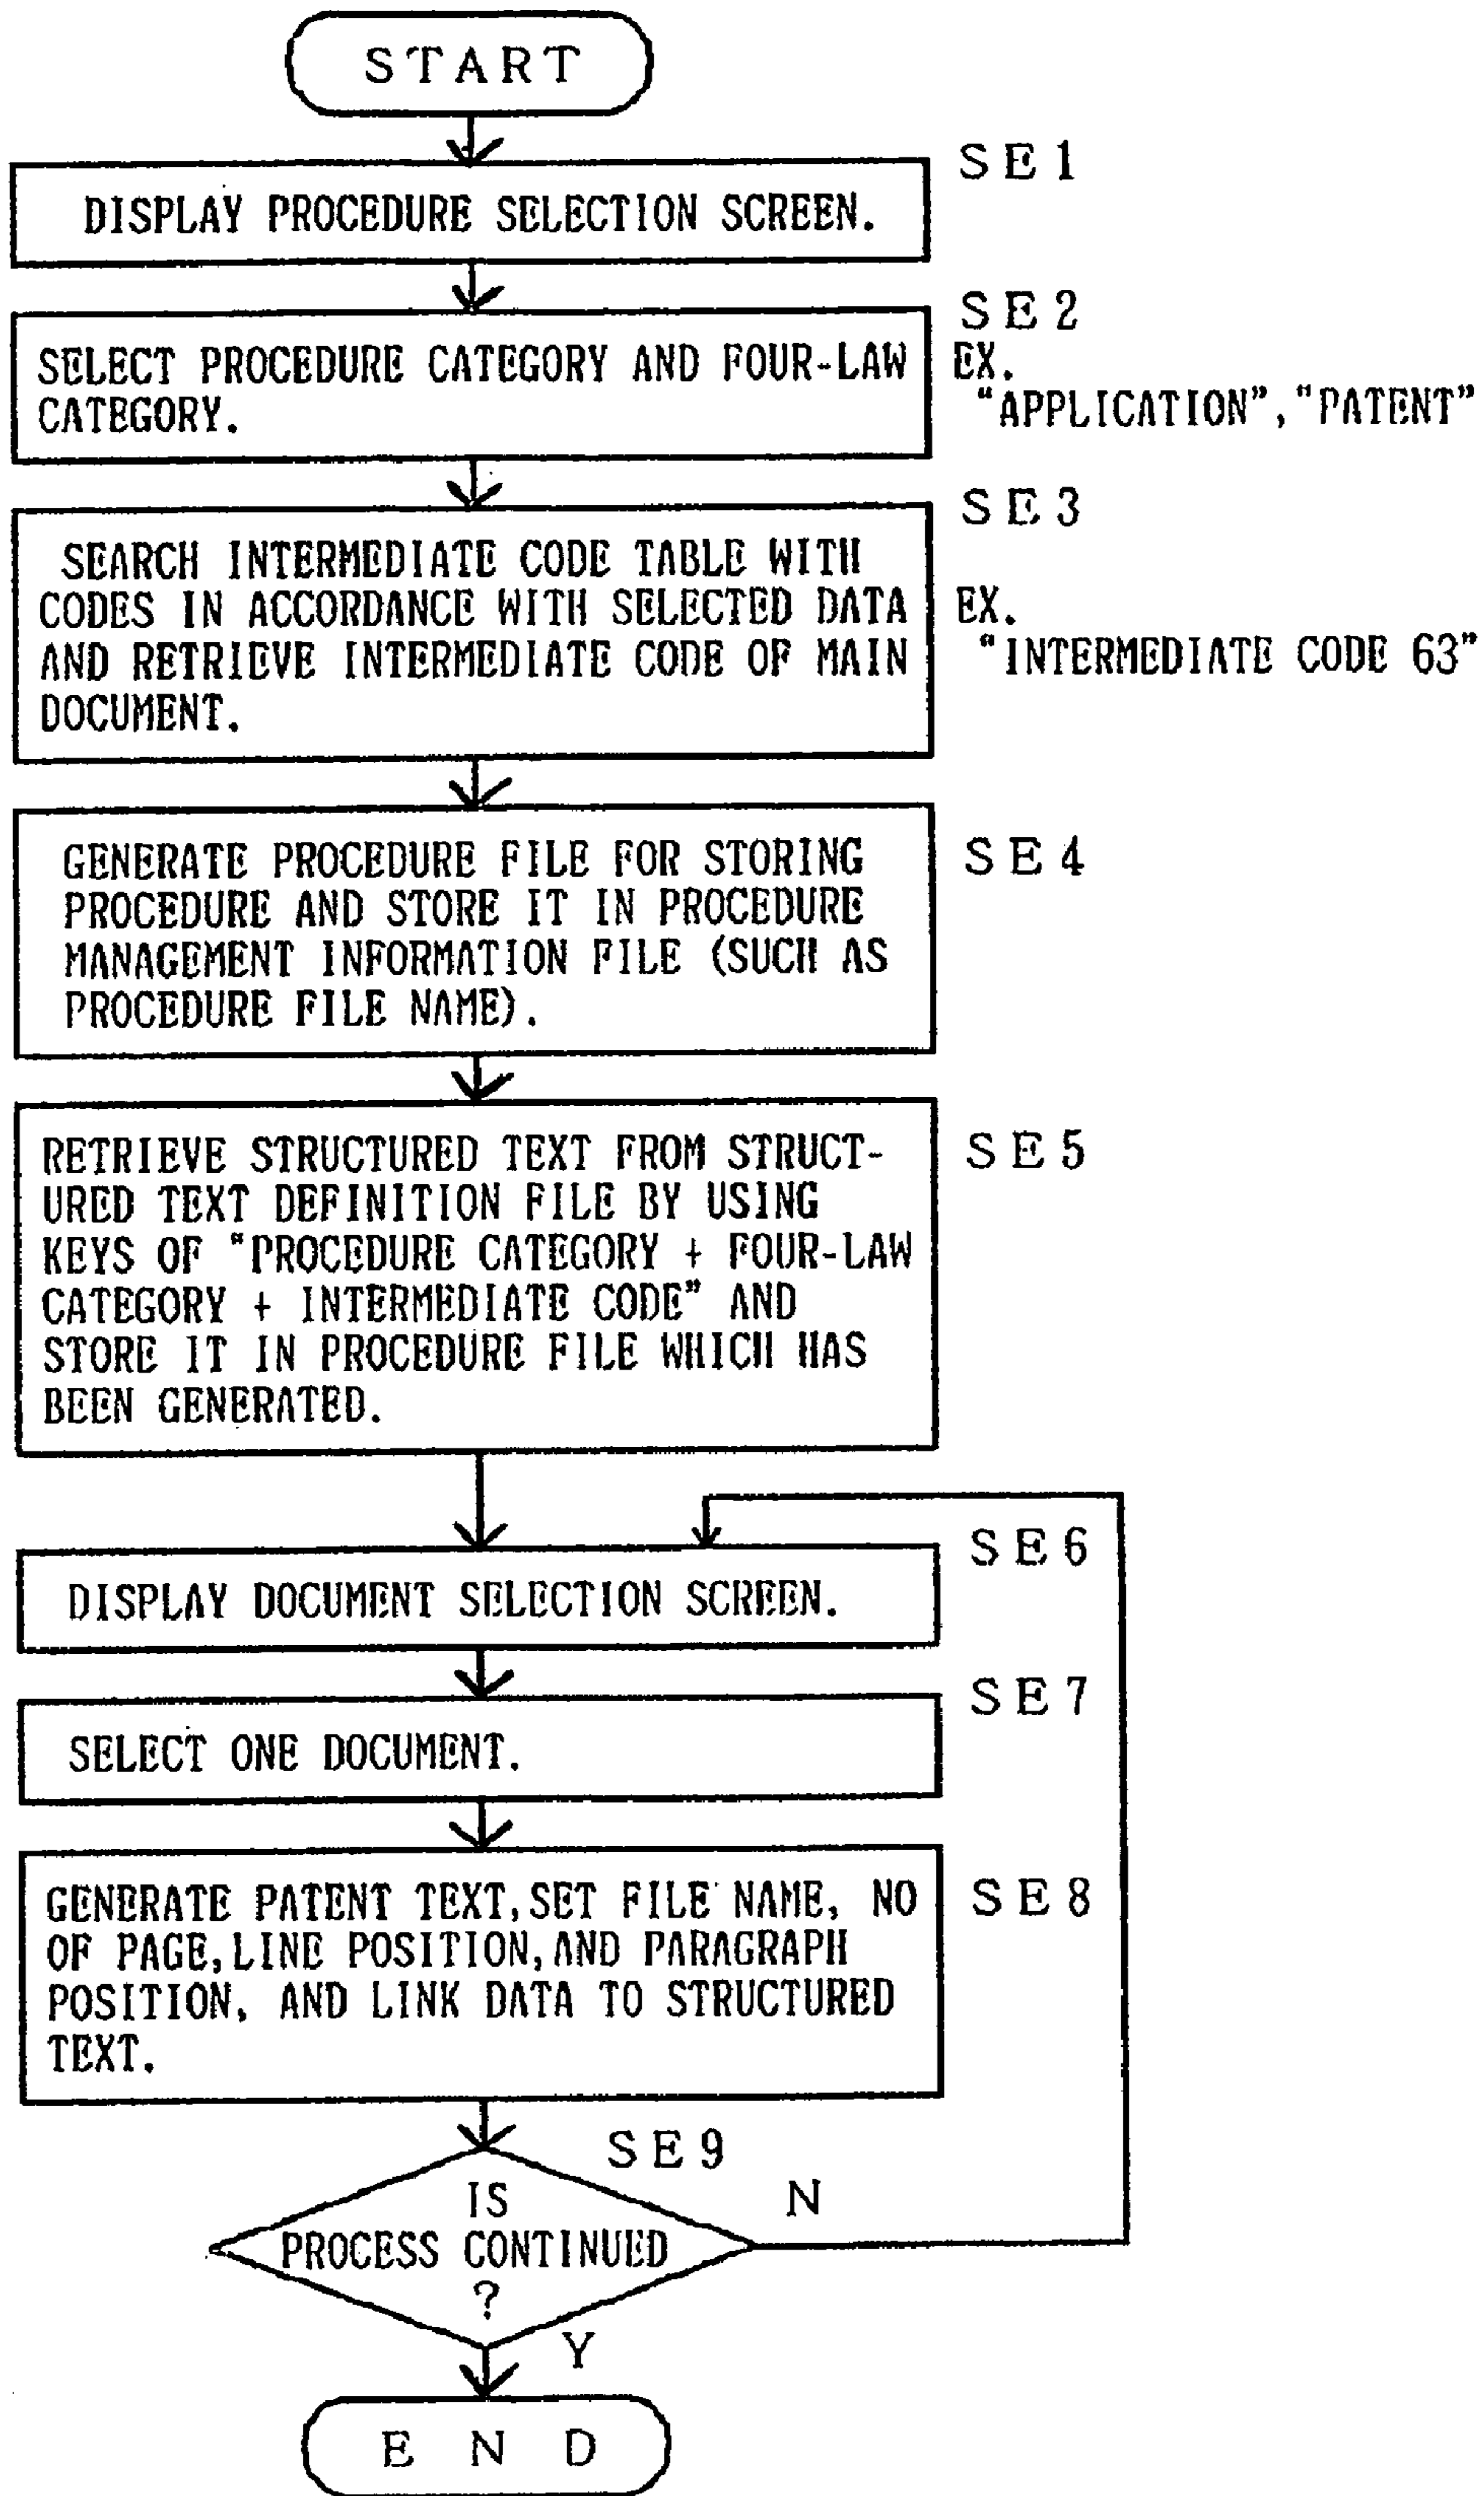 START
SE1
DISPLAY PROCEDURE SELECTION SCREEN.
SE2
SELECT PROCEDURE CATEGORY AND FOUR-LAW
CATEGORY.
EX.
"APPLICATION", "PATENT"
SE3
SEARCH INTERMEDIATE CODE TABLE WITH
CODES IN ACCORDANCE WITH SELECTED DATA
AND RETRIEVE INTERMEDIATE CODE OF MAIN
DOCUMENT.
EX.
"INTERMEDIATE CODE 63"
GENERATE PROCEDURE FILE FOR STORING
PROCEDURE AND STORE IT IN PROCEDURE
MANAGEMENT INFORMATION FILE (SUCH AS
PROCEDURE FILE NAME).
SE4
RETRIEVE STRUCTURED TEXT FROM STRUCT-
URED TEXT DEFINITION FILE BY USING
KEYS OF "PROCEDURE CATEGORY + FOUR-LAW
CATEGORY + INTERMEDIATE CODE" AND
STORE IT IN PROCEDURE FILE WHICH HAS
BEEN GENERATED.
SE5
SE6
DISPLAY DOCUMENT SELECTION SCREEN.
SE7
SELECT ONE DOCUMENT.
GENERATE PATENT TEXT, SET FILE NAME, NO
OF PAGE, LINE POSITION, AND PARAGRAPH
POSITION, AND LINK DATA TO STRUCTURED
TEXT.
SE8
SE9
IS
PROCESS CONTINUED
?
N
Y
END